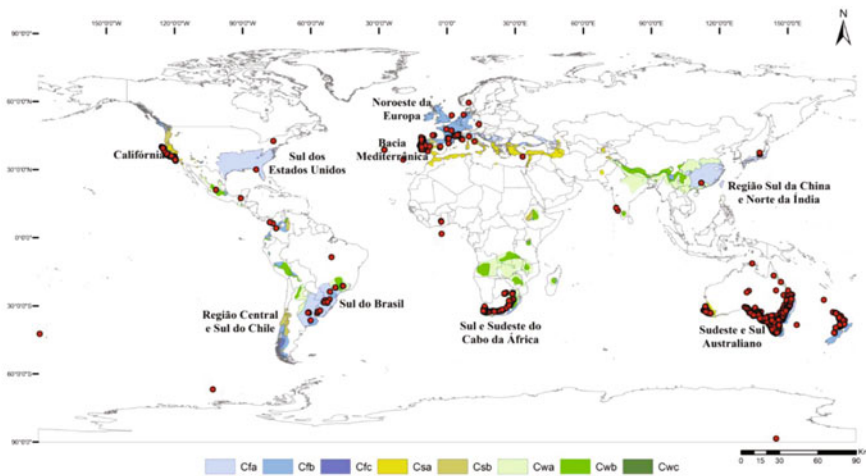 150°0'0"W 120°0'0"W 90°0'0"W 60°0'0"W 30°0'0"W 0°0'0" 30°0'0"E 60°0'0"E 90°0'0"E 120°0'0"E 150°0'0"E
N
90°0'0"N
60°0'0"N
30°0'0"N
0°0'0"
30°0'0"S
60°0'0"S
90°0'0"S
Noroeste da
Europa
Califórnia
Bacia
Mediterrânica
Sul dos
Estados Unidos
Região Sul da China
e Norte da Índia
Sul do Brasil
Região Central
e Sul do Chile
Sul e Sudeste do
Cabo da África
Sudeste e Sul
Australiano
0 15 30 60 90
Cfa Cfb Cfc Csa Csb Cwa Cwb Cwc